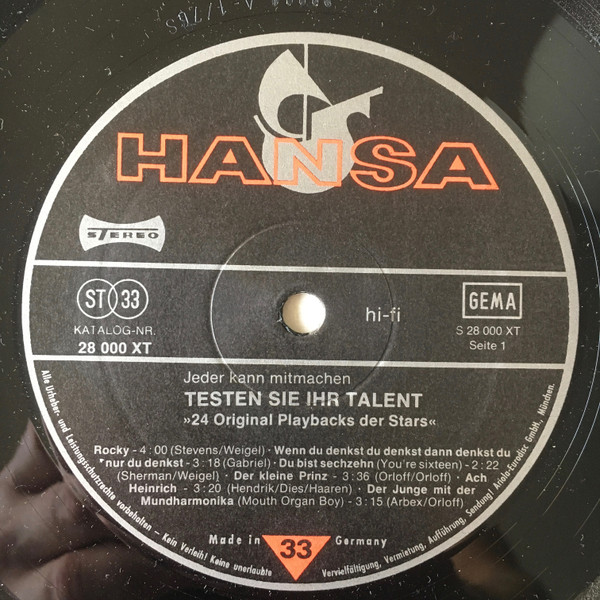 HANSA
STEREO
ST 33
KATALOG-NR.
28 000 XT
hi-fi
GEMA
S 28 000 XT
Seite 1
Jeder kann mitmachen
TESTEN SIE IHR TALENT
»24 Original Playbacks der Stars«
Rocky - 4:00 (Stevens/Weigel) · Wenn du denkst du denkst dann denkst du
nur du denkst - 3:18 (Gabriel) · Du bist sechzehn (You're sixteen) - 2:22
(Sherman/Weigel) · Der kleine Prinz - 3:36 (Orloff/Orloff) · Ach
Heinrich - 3:20 (Hendrik/Dies/Haaren) · Der Junge mit der
Mundharmonika (Mouth Organ Boy) - 3:15 (Arbex/Orloff)
Made in 33 Germany
Alle Urheber- und Leistungsschutzrechte vorbehalten – Kein Verleih! Keine unerlaubte Vervielfältigung, Vermietung, Aufführung, Sendung! Ariola-Eurodisc GmbH., München.